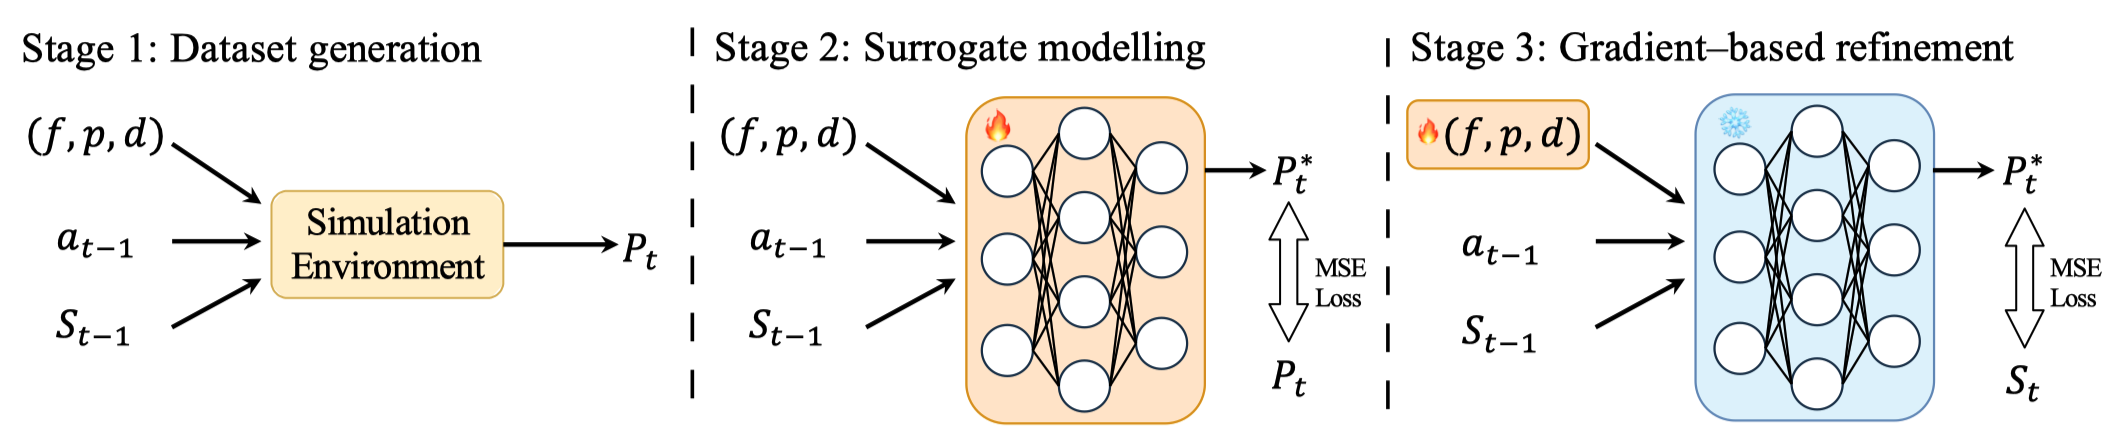 Stage 1: Dataset generation
(f, p, d)
a_{t−1}
S_{t−1}
Simulation
Environment
P_t
Stage 2: Surrogate modelling
(f, p, d)
a_{t−1}
S_{t−1}
P_t^*
MSE
Loss
P_t
Stage 3: Gradient–based refinement
(f, p, d)
a_{t−1}
S_{t−1}
P_t^*
MSE
Loss
S_t